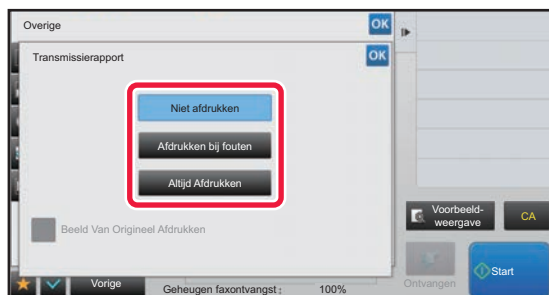 Overige
OK
Transmissierapport
OK
Niet afdrukken
Afdrukken bij fouten
Altijd Afdrukken
Beeld Van Origineel Afdrukken
Voorbeeld-
weergave
CA
Vorige
Geheugen faxontvangst :
100%
Ontvangen
Start